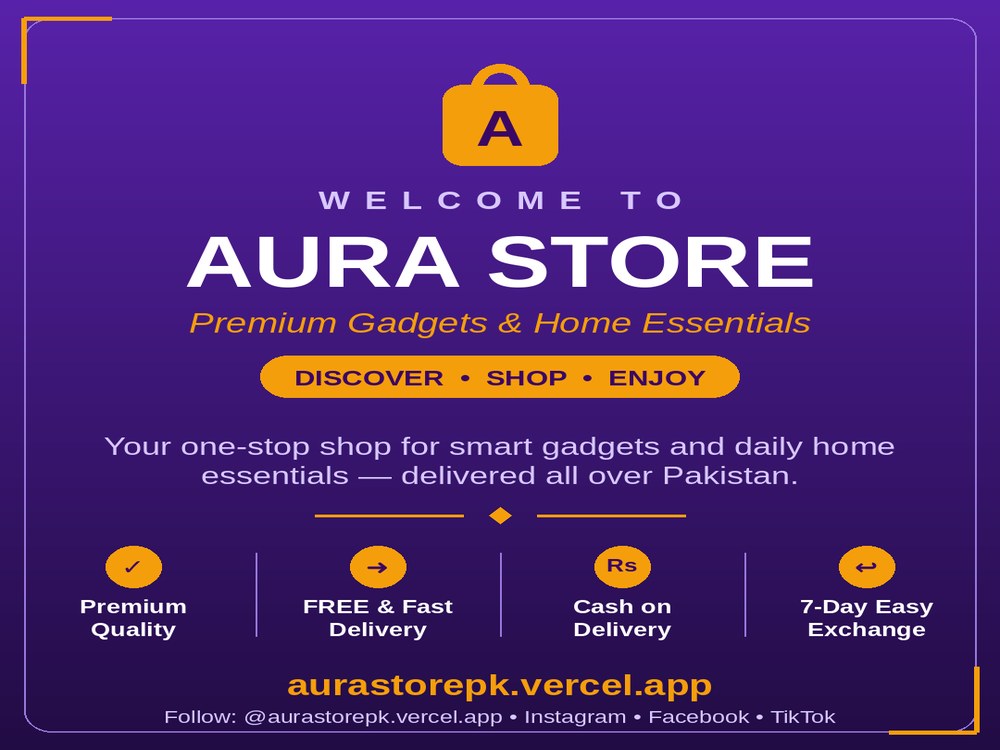 A
WELCOME TO
AURA STORE
Premium Gadgets & Home Essentials
DISCOVER • SHOP • ENJOY
Your one-stop shop for smart gadgets and daily home
essentials — delivered all over Pakistan.
✓
Premium
Quality
➜
FREE & Fast
Delivery
Rs
Cash on
Delivery
↩
7-Day Easy
Exchange
aurastorepk.vercel.app
Follow: @aurastorepk.vercel.app • Instagram • Facebook • TikTok